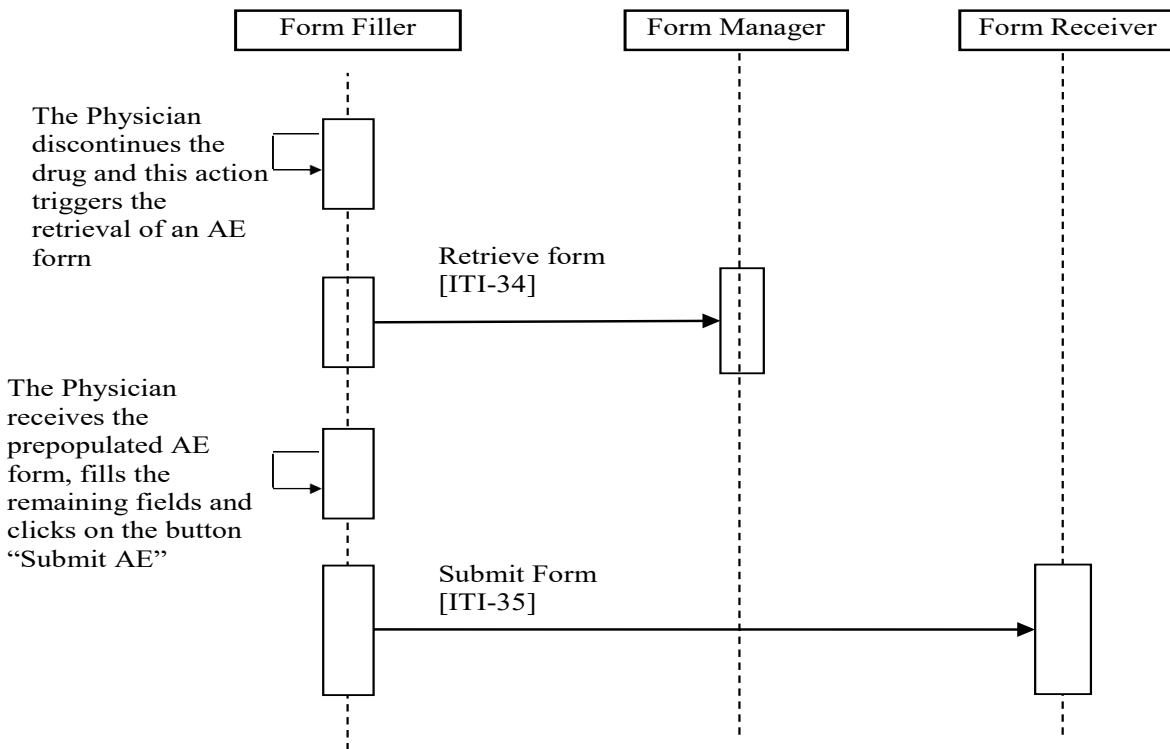 Form Filler
Form Manager
Form Receiver
The Physician
discontinues the
drug and this action
triggers the
retrieval of an AE
forrn
Retrieve form
[ITI-34]
The Physician
receives the
prepopulated AE
form, fills the
remaining fields and
clicks on the button
“Submit AE”
Submit Form
[ITI-35]